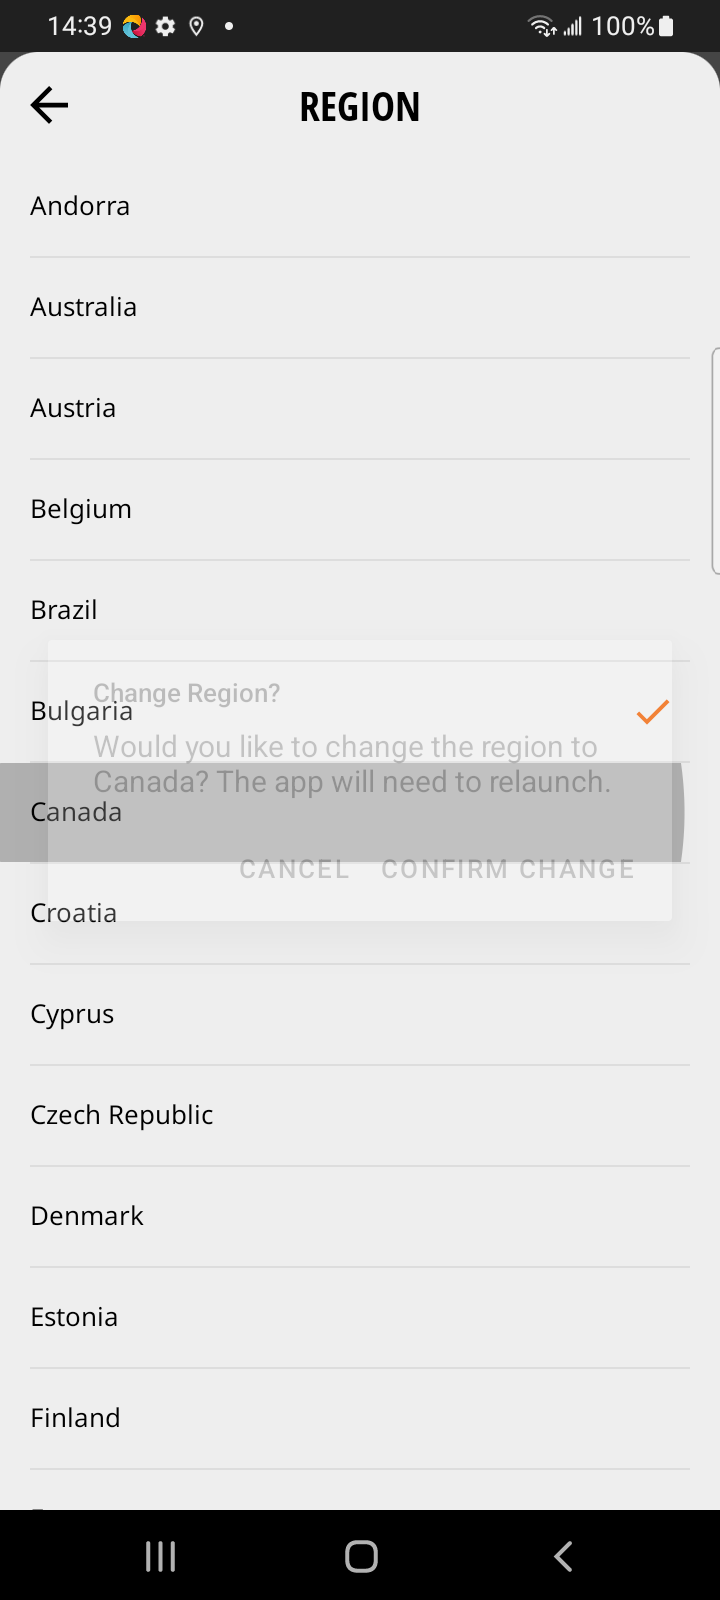 14:39 100%
REGION
Andorra
Australia
Austria
Belgium
Brazil
Change Region?
Bulgaria
Would you like to change the region to
Canada? The app will need to relaunch.
Canada
CANCEL CONFIRM CHANGE
Croatia
Cyprus
Czech Republic
Denmark
Estonia
Finland